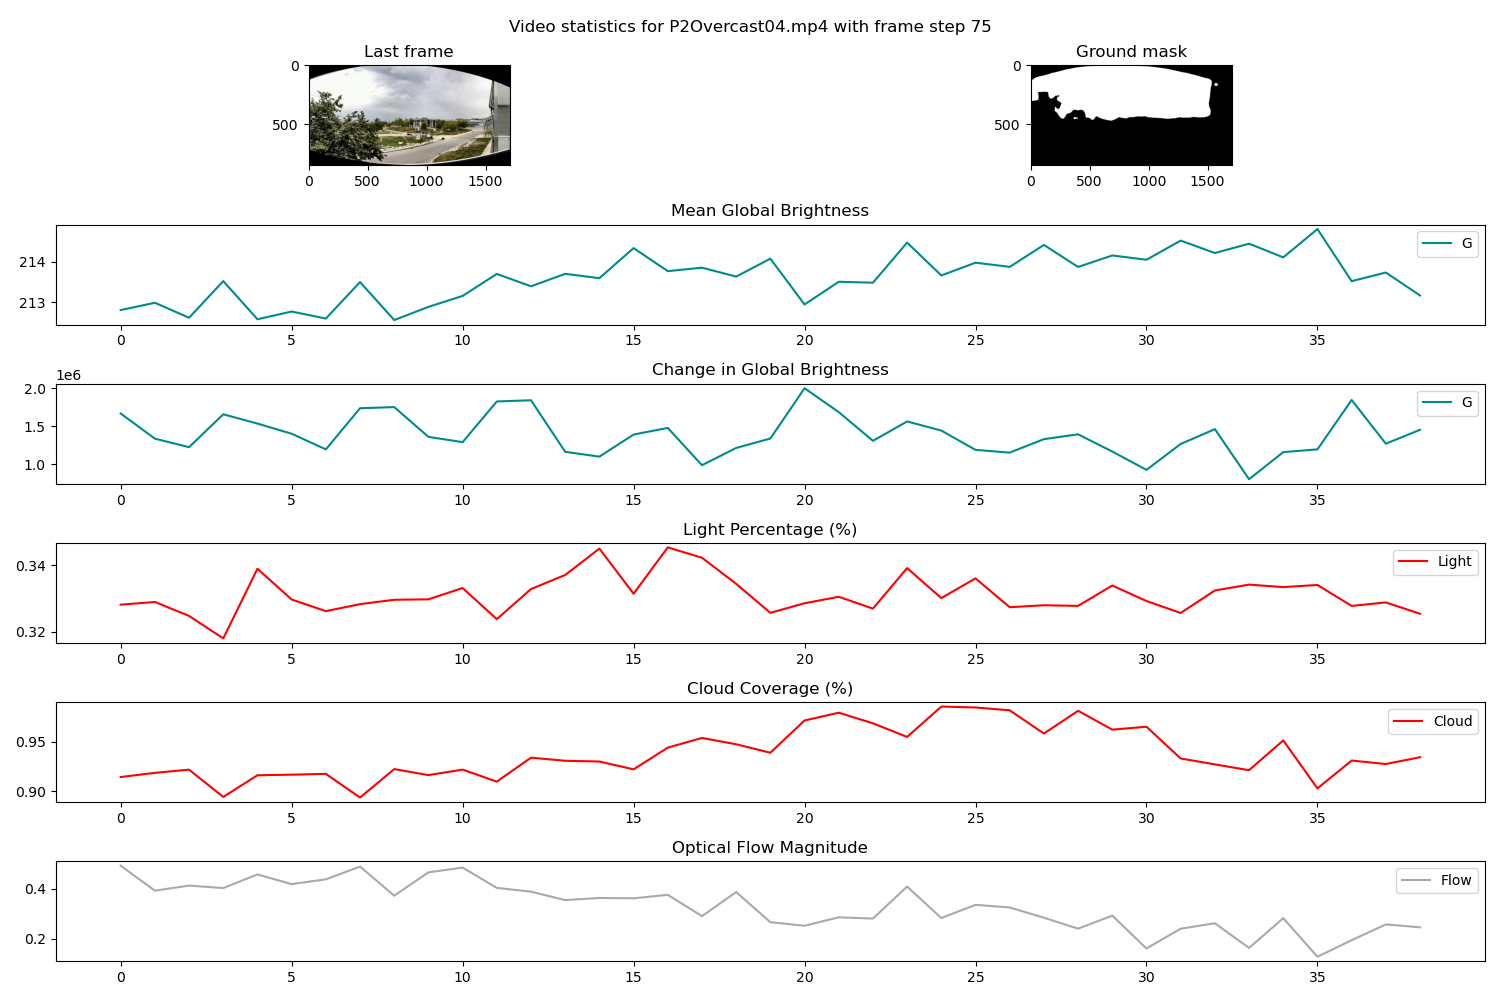 Video statistics for P2Overcast04.mp4 with frame step 75
Last frame
0
500
0 500 1000 1500
Ground mask
0
500
0 500 1000 1500
Mean Global Brightness
G
214
213
0 5 10 15 20 25 30 35
Change in Global Brightness
1e6
G
2.0
1.5
1.0
0 5 10 15 20 25 30 35
Light Percentage (%)
Light
0.34
0.32
0 5 10 15 20 25 30 35
Cloud Coverage (%)
Cloud
0.95
0.90
0 5 10 15 20 25 30 35
Optical Flow Magnitude
Flow
0.4
0.2
0 5 10 15 20 25 30 35